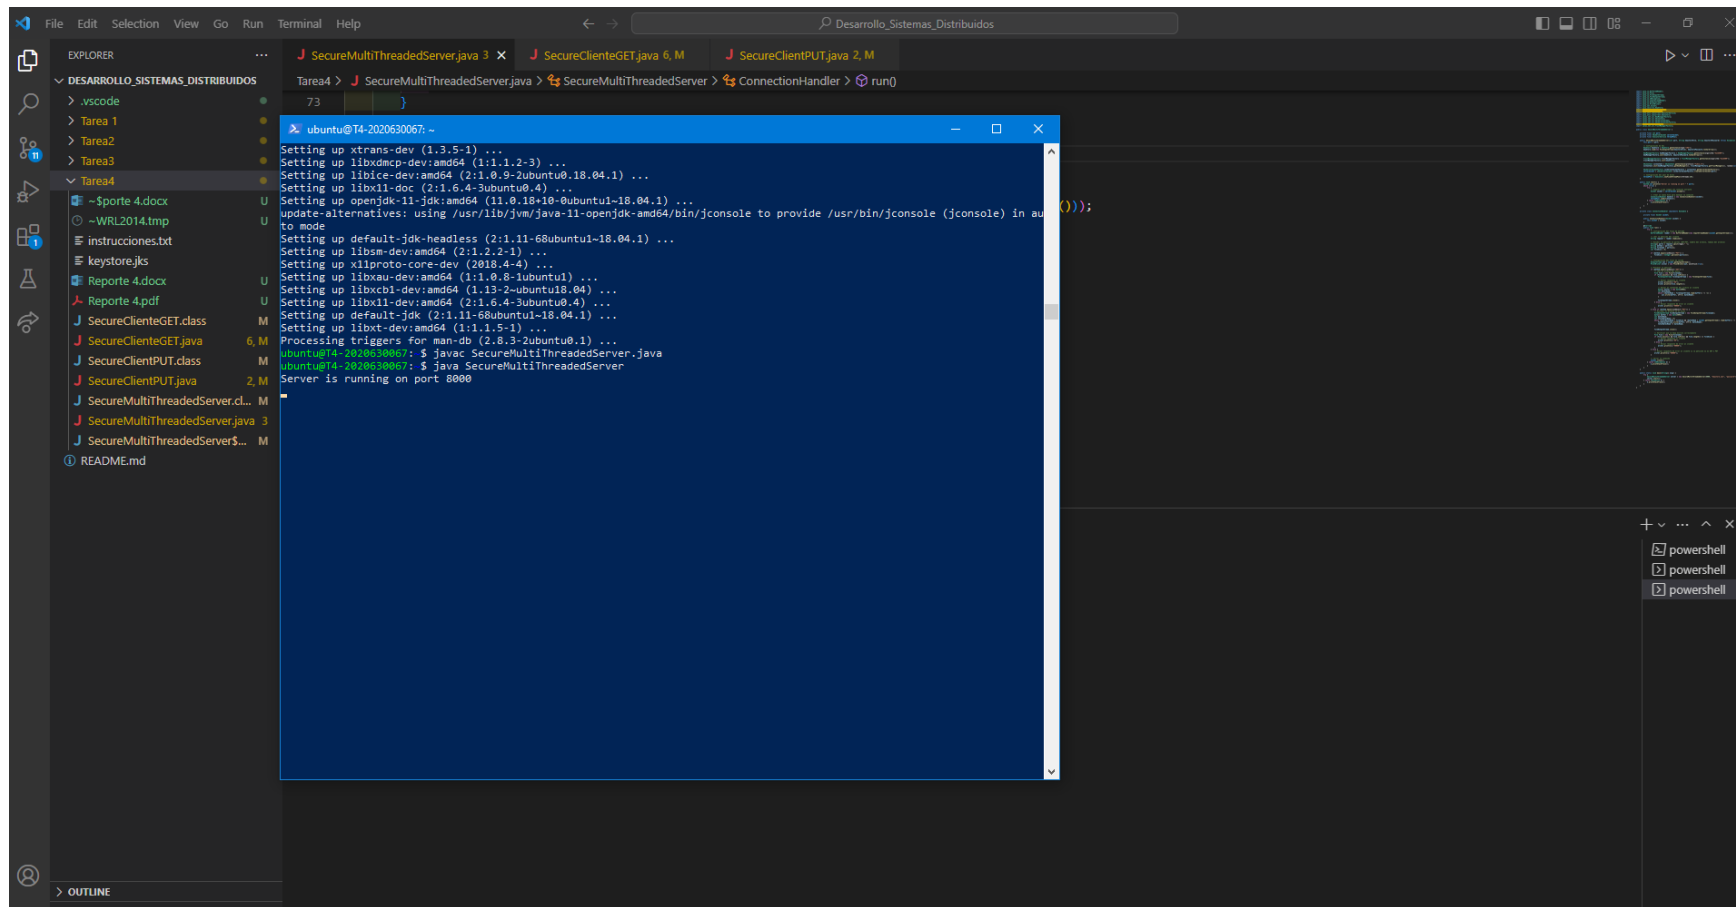 File Edit Selection View Go Run Terminal Help
Desarrollo_Sistemas_Distribuidos
EXPLORER
DESARROLLO_SISTEMAS_DISTRIBUIDOS
.vscode
Tarea 1
Tarea2
Tarea3
Tarea4
~$porte 4.docx U
~WRL2014.tmp U
instrucciones.txt
keystore.jks
Reporte 4.docx U
Reporte 4.pdf U
SecureClienteGET.class M
SecureClienteGET.java 6, M
SecureClientPUT.class M
SecureClientPUT.java 2, M
SecureMultiThreadedServer.cl... M
SecureMultiThreadedServer.java 3
SecureMultiThreadedServer$... M
README.md
OUTLINE
11
1
SecureMultiThreadedServer.java 3 SecureClienteGET.java 6, M SecureClientPUT.java 2, M
Tarea4 > SecureMultiThreadedServer.java > SecureMultiThreadedServer > ConnectionHandler > run()
73 }
()));
ubuntu@T4-2020630067: ~
Setting up xtrans-dev (1.3.5-1) ...
Setting up libxdmcp-dev:amd64 (1:1.1.2-3) ...
Setting up libice-dev:amd64 (2:1.0.9-2ubuntu0.18.04.1) ...
Setting up libx11-doc (2:1.6.4-3ubuntu0.4) ...
Setting up openjdk-11-jdk:amd64 (11.0.18+10-0ubuntu1~18.04.1) ...
update-alternatives: using /usr/lib/jvm/java-11-openjdk-amd64/bin/jconsole to provide /usr/bin/jconsole (jconsole) in au
to mode
Setting up default-jdk-headless (2:1.11-68ubuntu1~18.04.1) ...
Setting up libsm-dev:amd64 (2:1.2.2-1) ...
Setting up x11proto-core-dev (2018.4-4) ...
Setting up libxau-dev:amd64 (1:1.0.8-1ubuntu1) ...
Setting up libxcb1-dev:amd64 (1.13-2~ubuntu18.04) ...
Setting up libx11-dev:amd64 (2:1.6.4-3ubuntu0.4) ...
Setting up default-jdk (2:1.11-68ubuntu1~18.04.1) ...
Setting up libxt-dev:amd64 (1:1.1.5-1) ...
Processing triggers for man-db (2.8.3-2ubuntu0.1) ...
ubuntu@T4-2020630067: $ javac SecureMultiThreadedServer.java
ubuntu@T4-2020630067: $ java SecureMultiThreadedServer
Server is running on port 8000
powershell
powershell
powershell